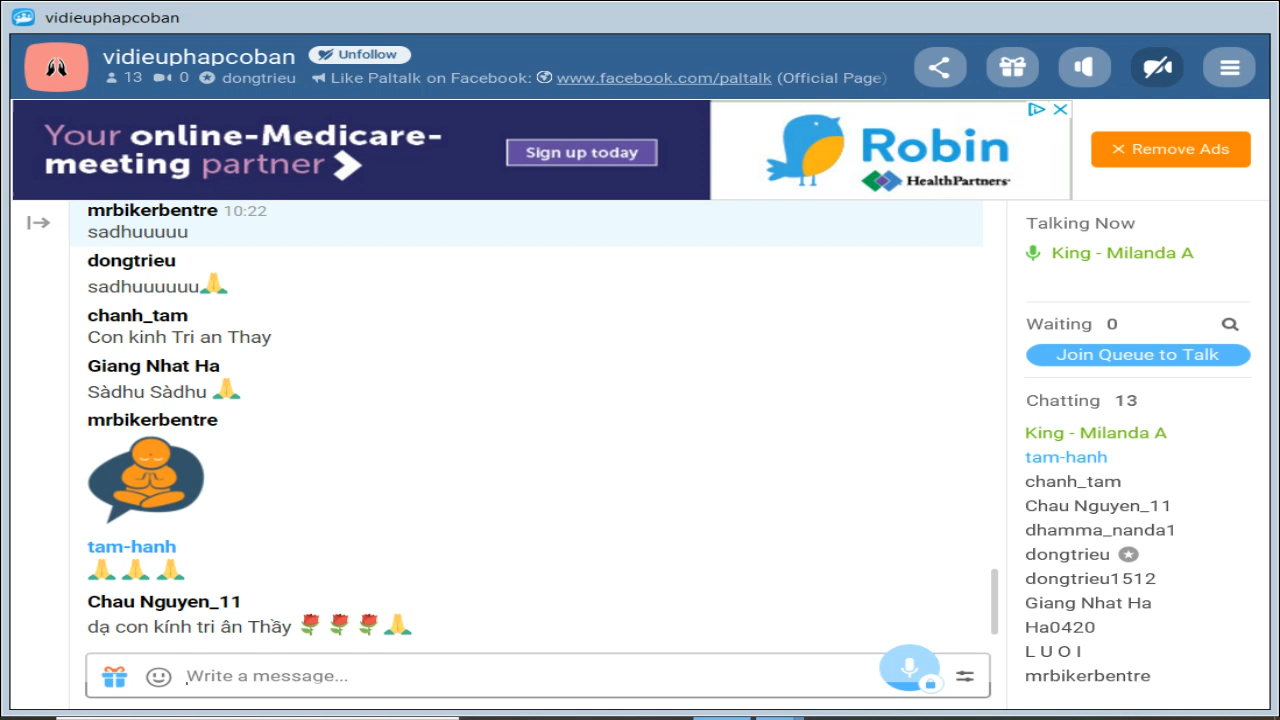 vidieuphapcoban
vidieuphapcoban Unfollow
13 0 dongtrieu Like Paltalk on Facebook: www.facebook.com/paltalk (Official Page)
Your online-Medicare-
meeting partner
Sign up today
Robin
HealthPartners
Remove Ads
mrbikerbentre 10:22
sadhuuuuu
dongtrieu
sadhuuuuuu🙏
chanh_tam
Con kinh Tri an Thay
Giang Nhat Ha
Sàdhu Sàdhu 🙏
mrbikerbentre
tam-hanh
🙏 🙏 🙏
Chau Nguyen_11
dạ con kính tri ân Thầy 🌹 🌹 🌹 🙏
Write a message...
Talking Now
King - Milanda A
Waiting 0
Join Queue to Talk
Chatting 13
King - Milanda A
tam-hanh
chanh_tam
Chau Nguyen_11
dhamma_nanda1
dongtrieu
dongtrieu1512
Giang Nhat Ha
Ha0420
L U O I
mrbikerbentre